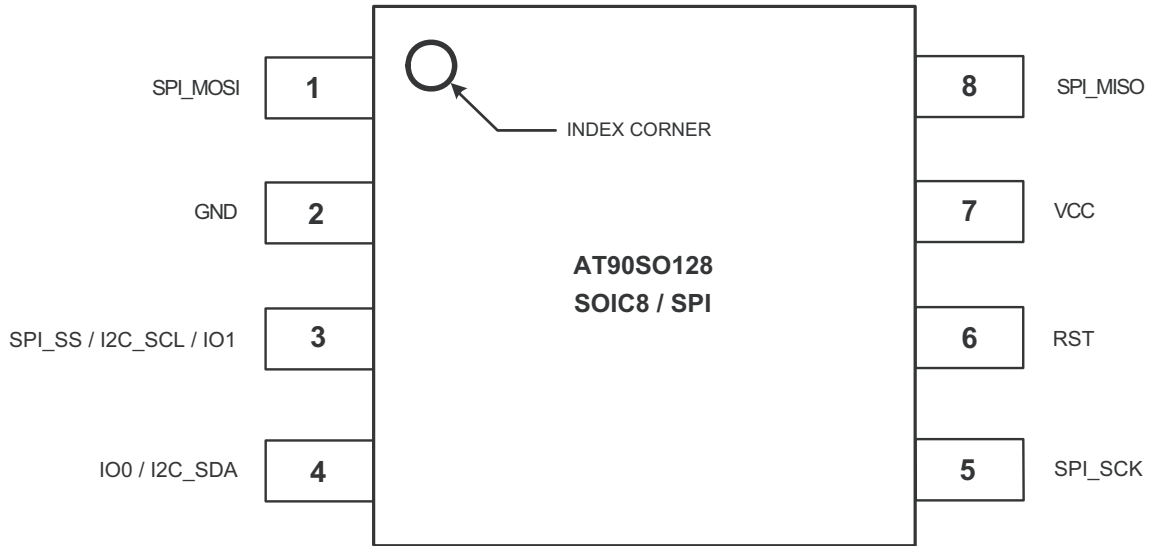 SPI_MOSI 1 8 SPI_MISO
INDEX CORNER
GND 2 7 VCC
AT90SO128
SOIC8 / SPI
SPI_SS / I2C_SCL / IO1 3 6 RST
IO0 / I2C_SDA 4 5 SPI_SCK